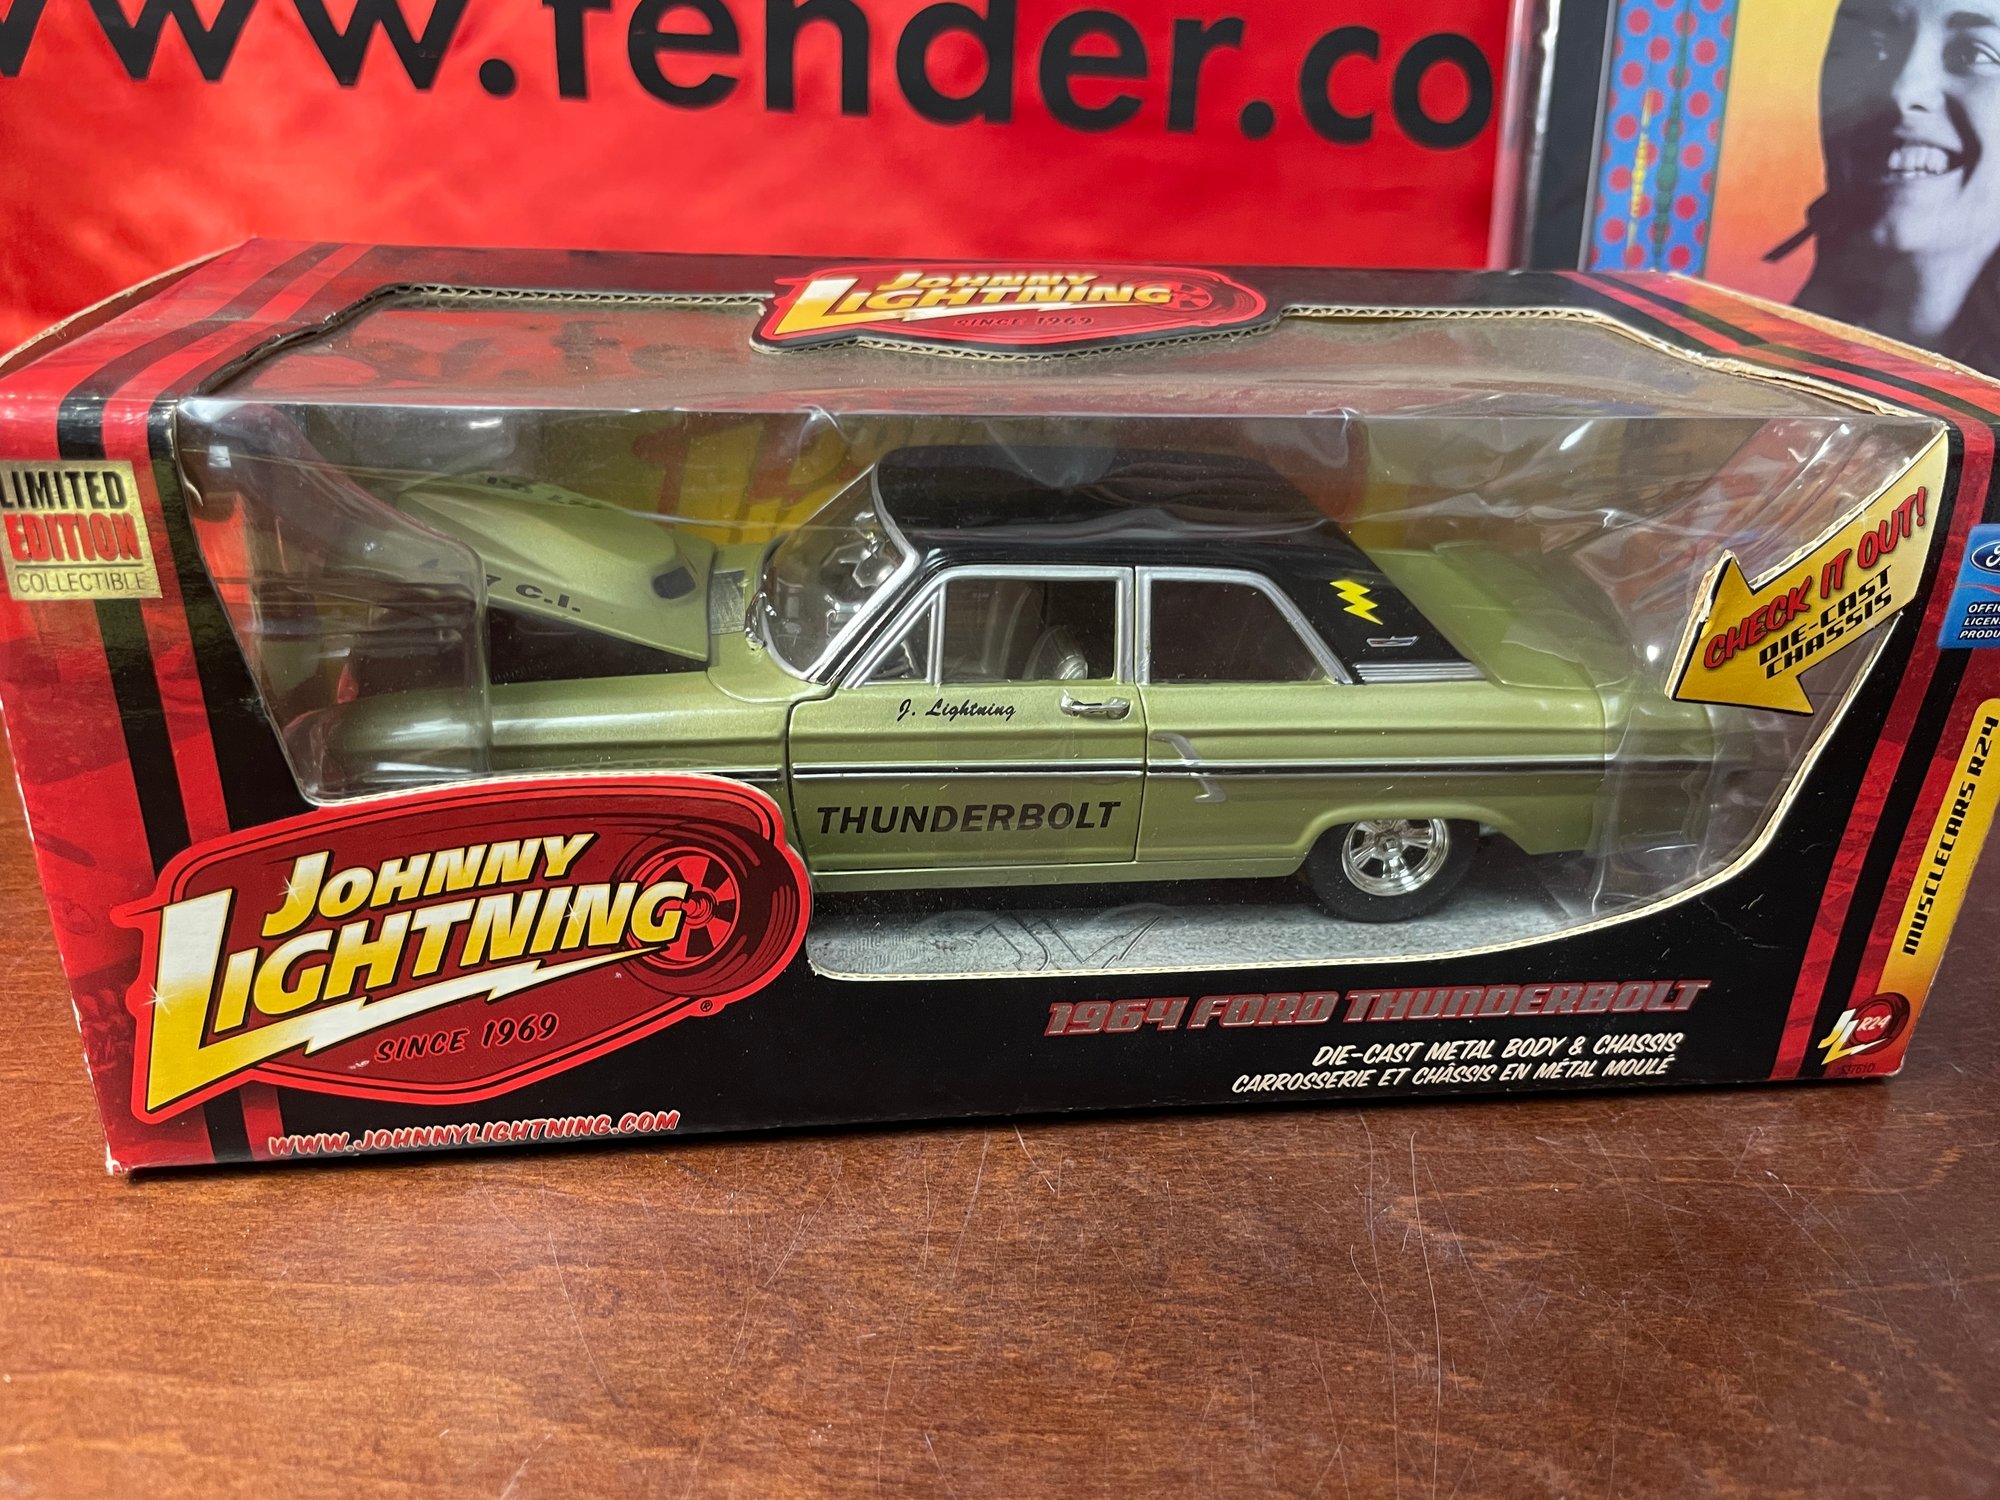 www.fender.co
JOHNNY
LIGHTNING
SINCE 1969
LIMITED
EDITION
COLLECTIBLE
C.I.
CHECK IT OUT!
DIE-CAST
CHASSIS
J. Lightning
THUNDERBOLT
JOHNNY
LIGHTNING
SINCE 1969
®
WWW.JOHNNYLIGHTNING.COM
1964 FORD THUNDERBOLT
DIE-CAST METAL BODY & CHASSIS
CARROSSERIE ET CHÂSSIS EN MÉTAL MOULÉ
MUSCLECARS R24
JL R24